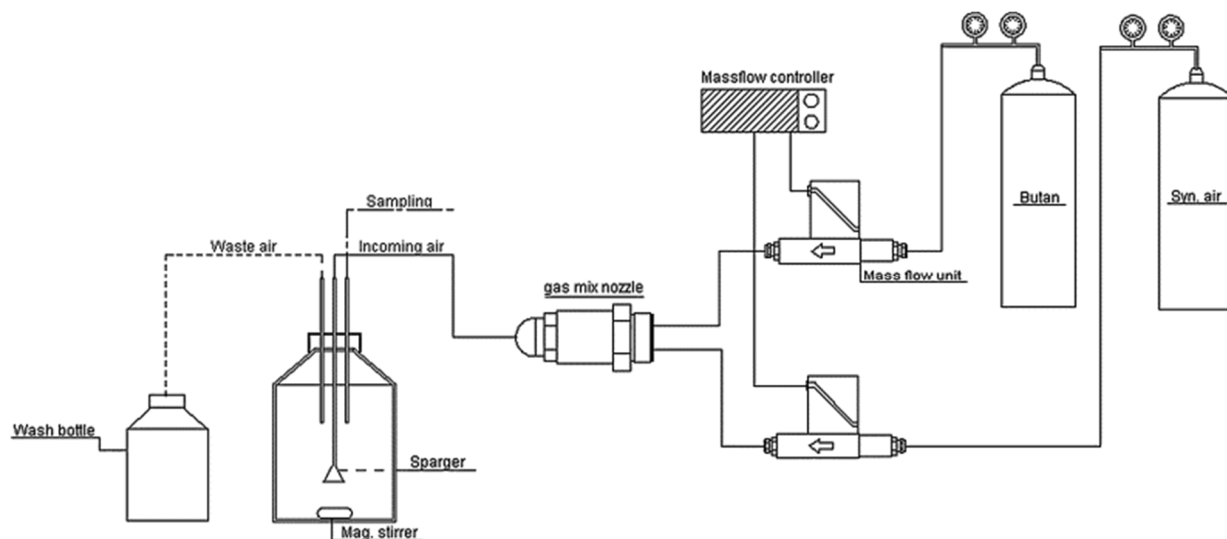 Massflow controller
Butan
Syn. air
Sampling
Waste air
Incoming air
Mass flow unit
gas mix nozzle
Wash bottle
Sparger
Mag. stirrer